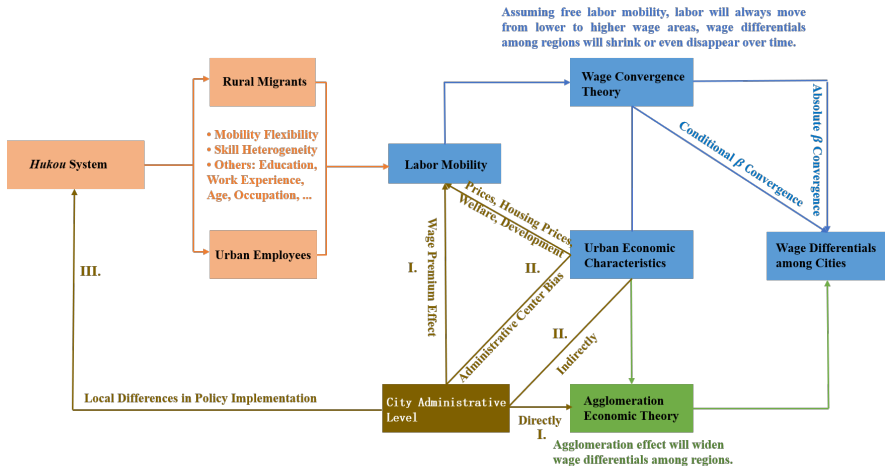 Assuming free labor mobility, labor will always move
from lower to higher wage areas, wage differentials
among regions will shrink or even disappear over time.
Rural Migrants
Wage Convergence
Theory
• Mobility Flexibility
• Skill Heterogeneity
• Others: Education,
Work Experience,
Age, Occupation, ...
Hukou System
Labor Mobility
Conditional β Convergence
Absolute β Convergence
Prices, Housing Prices
Welfare, Development
Urban Employees
Urban Economic
Characteristics
Wage Differentials
among Cities
III.
I.
Wage Premium Effect
II.
Administrative Center Bias
II.
Indirectly
Local Differences in Policy Implementation
City Administrative
Level
Directly
I.
Agglomeration
Economic Theory
Agglomeration effect will widen
wage differentials among regions.